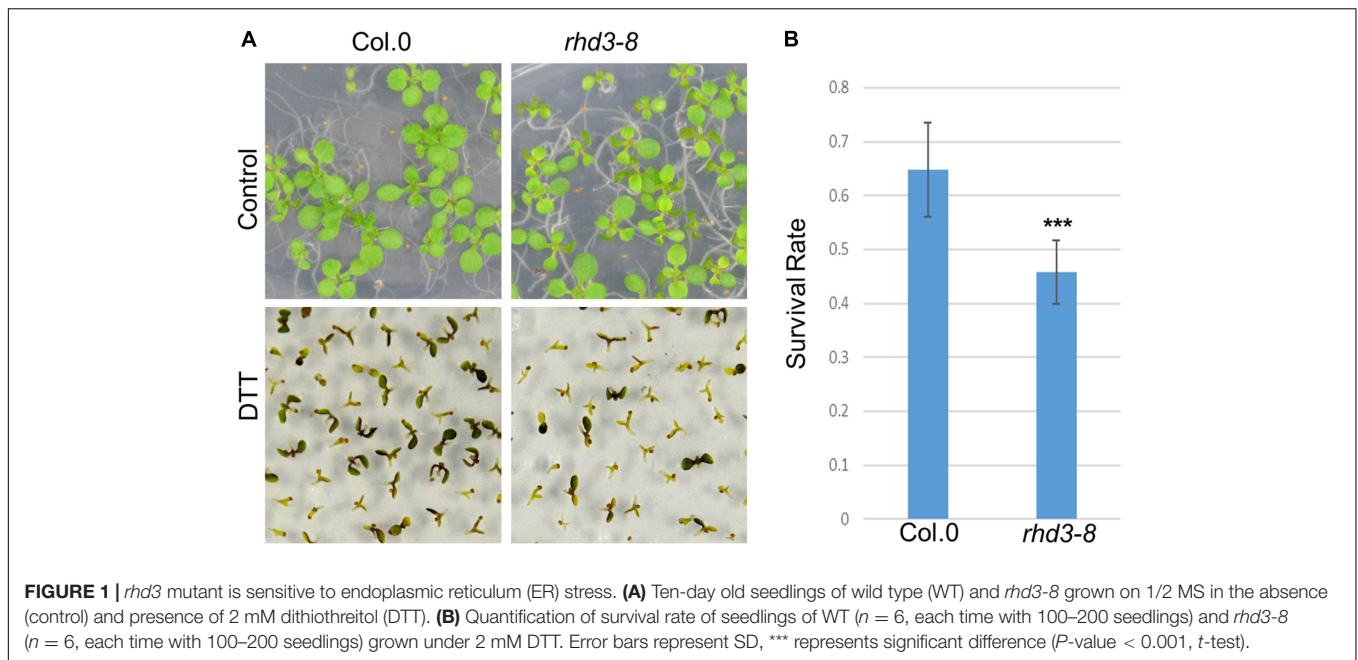 A
Col.0
rhd3-8
Control
DTT
B
0.8
0.7
0.6
0.5
0.4
0.3
0.2
0.1
0
Survival Rate
***
Col.0
rhd3-8
FIGURE 1 | rhd3 mutant is sensitive to endoplasmic reticulum (ER) stress. (A) Ten-day old seedlings of wild type (WT) and rhd3-8 grown on 1/2 MS in the absence
(control) and presence of 2 mM dithiothreitol (DTT). (B) Quantification of survival rate of seedlings of WT (n = 6, each time with 100–200 seedlings) and rhd3-8
(n = 6, each time with 100–200 seedlings) grown under 2 mM DTT. Error bars represent SD, *** represents significant difference (P-value < 0.001, t-test).